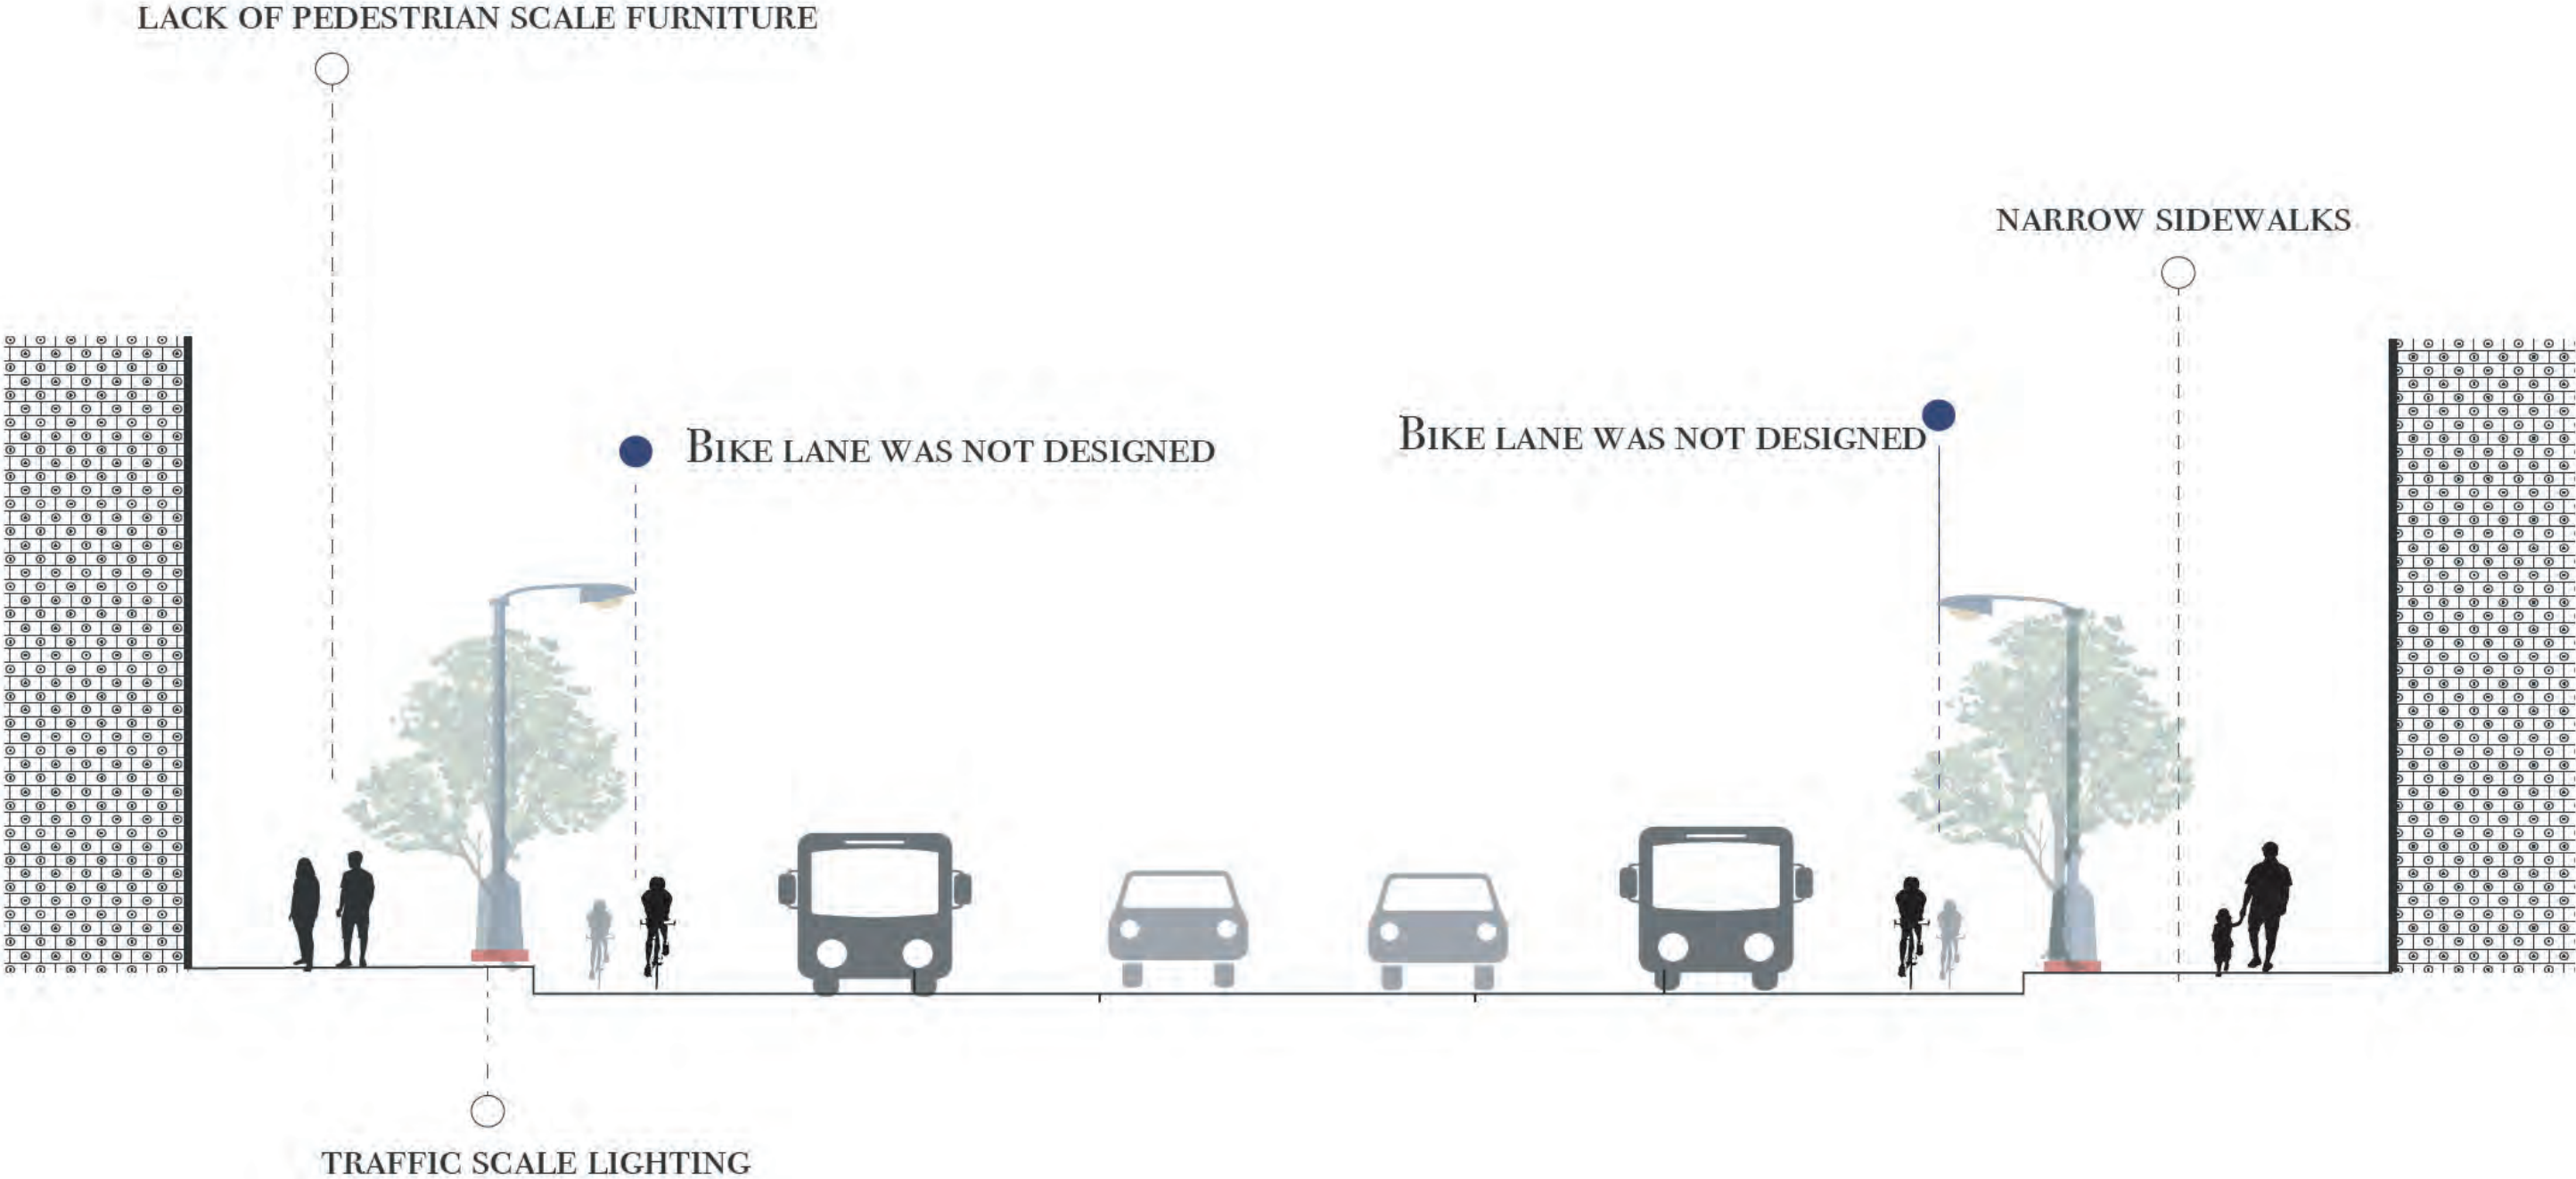 LACK OF PEDESTRIAN SCALE FURNITURE
NARROW SIDEWALKS
BIKE LANE WAS NOT DESIGNED
BIKE LANE WAS NOT DESIGNED
TRAFFIC SCALE LIGHTING